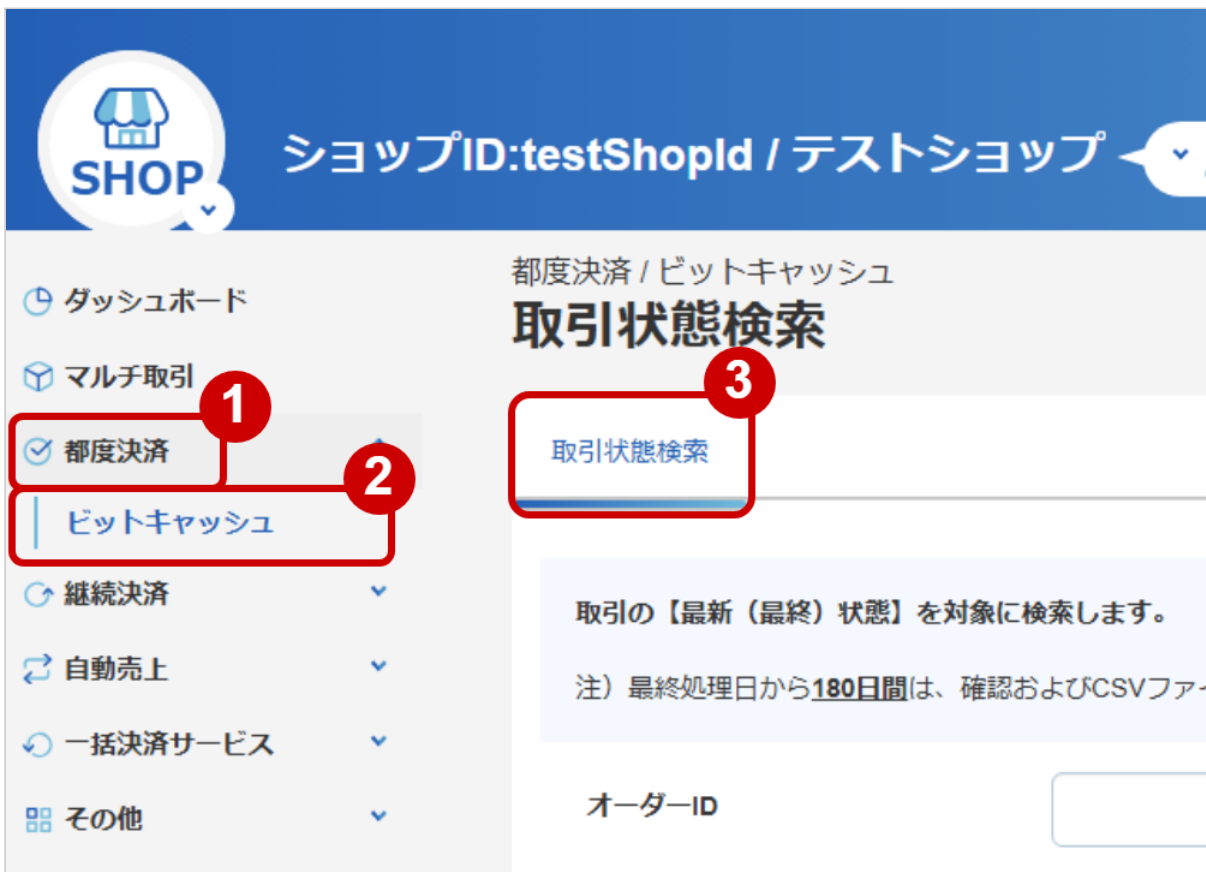 SHOP
ショップID:testShopId / テストショップ
ダッシュボード
マルチ取引
1
都度決済
2
ビットキャッシュ
継続決済
自動売上
一括決済サービス
その他
都度決済 / ビットキャッシュ
取引状態検索
3
取引状態検索
取引の【最新（最終）状態】を対象に検索します。
注）最終処理日から180日間は、確認およびCSVファイ
オーダーID